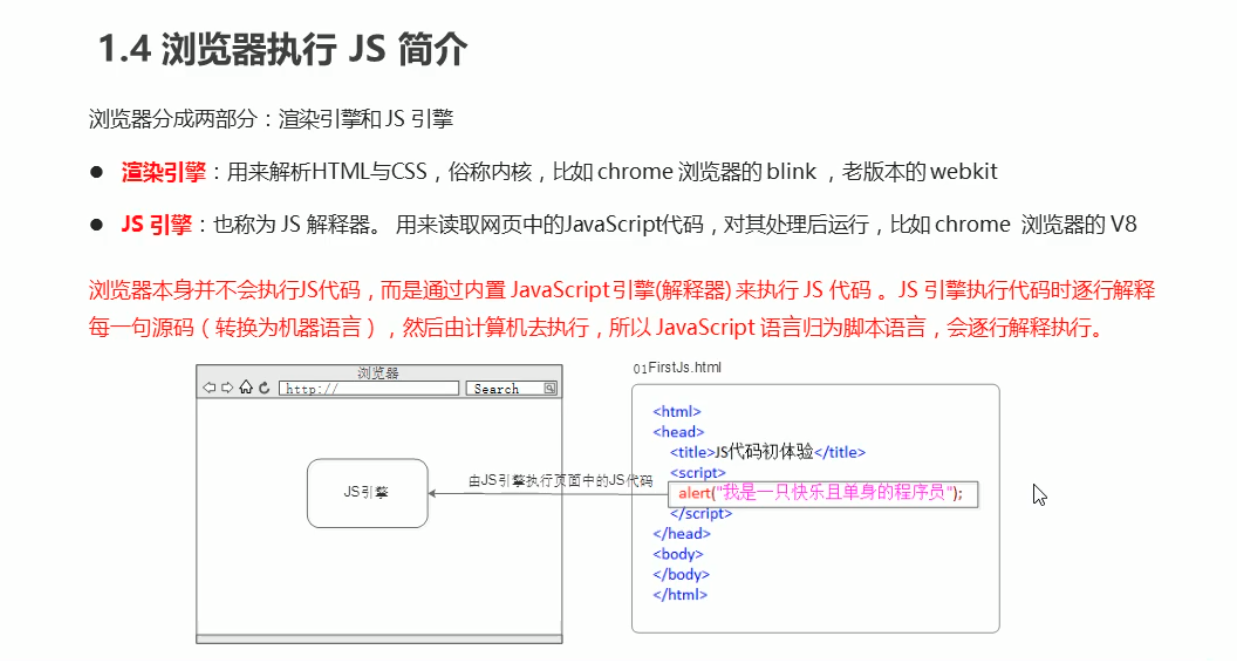 1.4 浏览器执行 JS 简介
浏览器分成两部分：渲染引擎和 JS 引擎
● 渲染引擎：用来解析HTML与CSS，俗称内核，比如 chrome 浏览器的 blink ，老版本的 webkit
● JS 引擎：也称为 JS 解释器。 用来读取网页中的JavaScript代码，对其处理后运行，比如 chrome 浏览器的 V8
浏览器本身并不会执行JS代码，而是通过内置 JavaScript 引擎(解释器) 来执行 JS 代码 。JS 引擎执行代码时逐行解释
每一句源码（转换为机器语言），然后由计算机去执行，所以 JavaScript 语言归为脚本语言，会逐行解释执行。
浏览器
http://
Search
JS引擎
由JS引擎执行页面中的JS代码
01FirstJs.html
<html>
<head>
<title>JS代码初体验</title>
<script>
alert("我是一只快乐且单身的程序员");
</script>
</head>
<body>
</body>
</html>